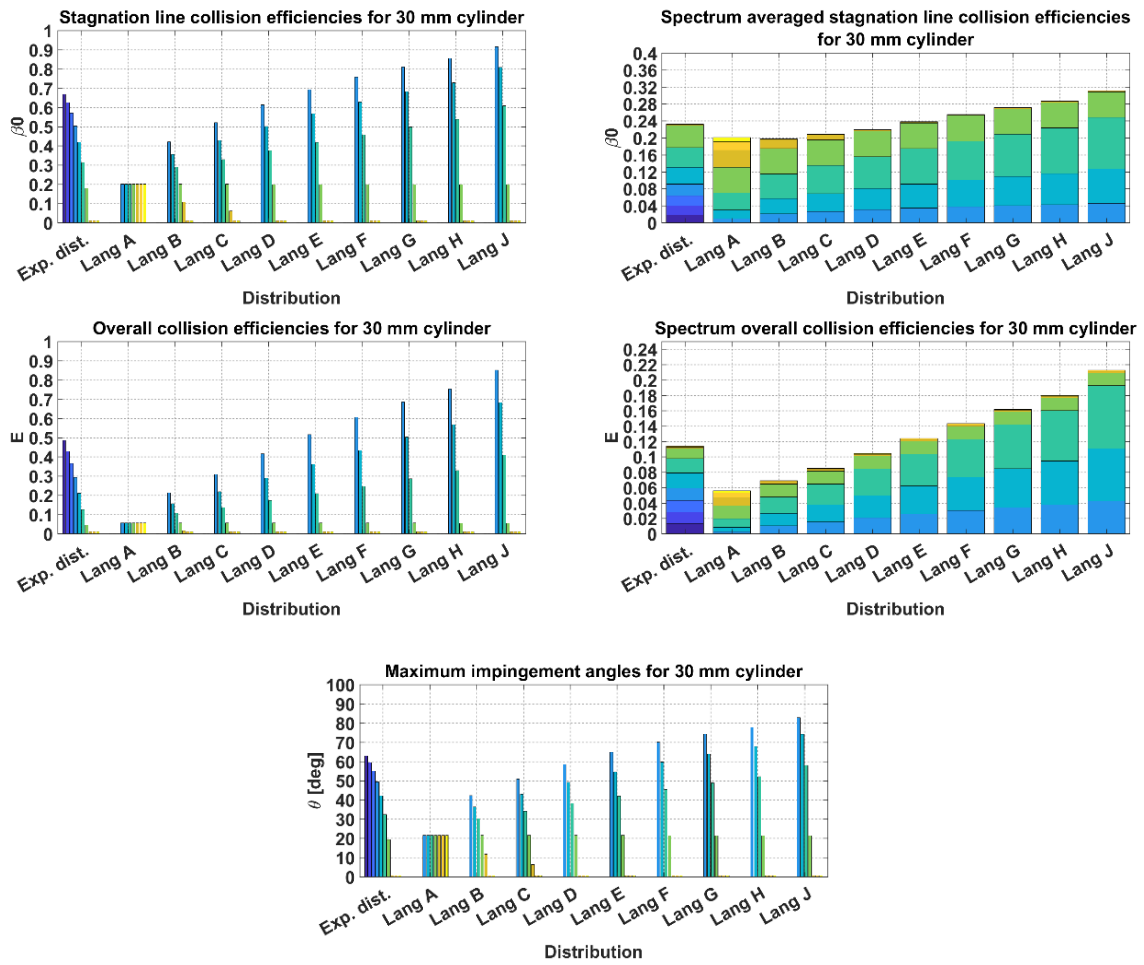 Stagnation line collision efficiencies for 30 mm cylinder
1
0.9
0.8
0.7
0.6
0.5
0.4
0.3
0.2
0.1
0
β0
Exp. dist.
Lang A
Lang B
Lang C
Lang D
Lang E
Lang F
Lang G
Lang H
Lang J
Distribution
Spectrum averaged stagnation line collision efficiencies
for 30 mm cylinder
0.4
0.36
0.32
0.28
0.24
0.2
0.16
0.12
0.08
0.04
0
β0
Exp. dist.
Lang A
Lang B
Lang C
Lang D
Lang E
Lang F
Lang G
Lang H
Lang J
Distribution
Overall collision efficiencies for 30 mm cylinder
1
0.9
0.8
0.7
0.6
0.5
0.4
0.3
0.2
0.1
0
E
Exp. dist.
Lang A
Lang B
Lang C
Lang D
Lang E
Lang F
Lang G
Lang H
Lang J
Distribution
Spectrum overall collision efficiencies for 30 mm cylinder
0.24
0.22
0.2
0.18
0.16
0.14
0.12
0.1
0.08
0.06
0.04
0.02
0
E
Exp. dist.
Lang A
Lang B
Lang C
Lang D
Lang E
Lang F
Lang G
Lang H
Lang J
Distribution
Maximum impingement angles for 30 mm cylinder
100
90
80
70
60
50
40
30
20
10
0
θ [deg]
Exp. dist.
Lang A
Lang B
Lang C
Lang D
Lang E
Lang F
Lang G
Lang H
Lang J
Distribution